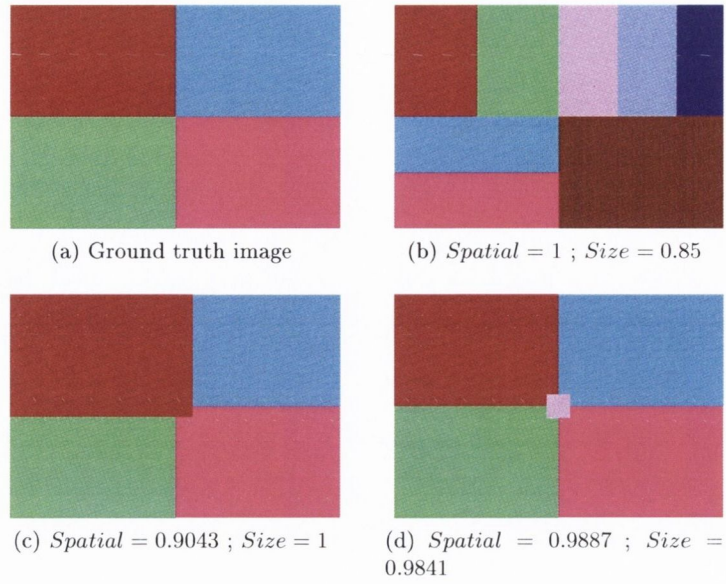 (a) Ground truth image
(b) Spatial = 1 ; Size = 0.85
(c) Spatial = 0.9043 ; Size = 1
(d) Spatial = 0.9887 ; Size =
0.9841